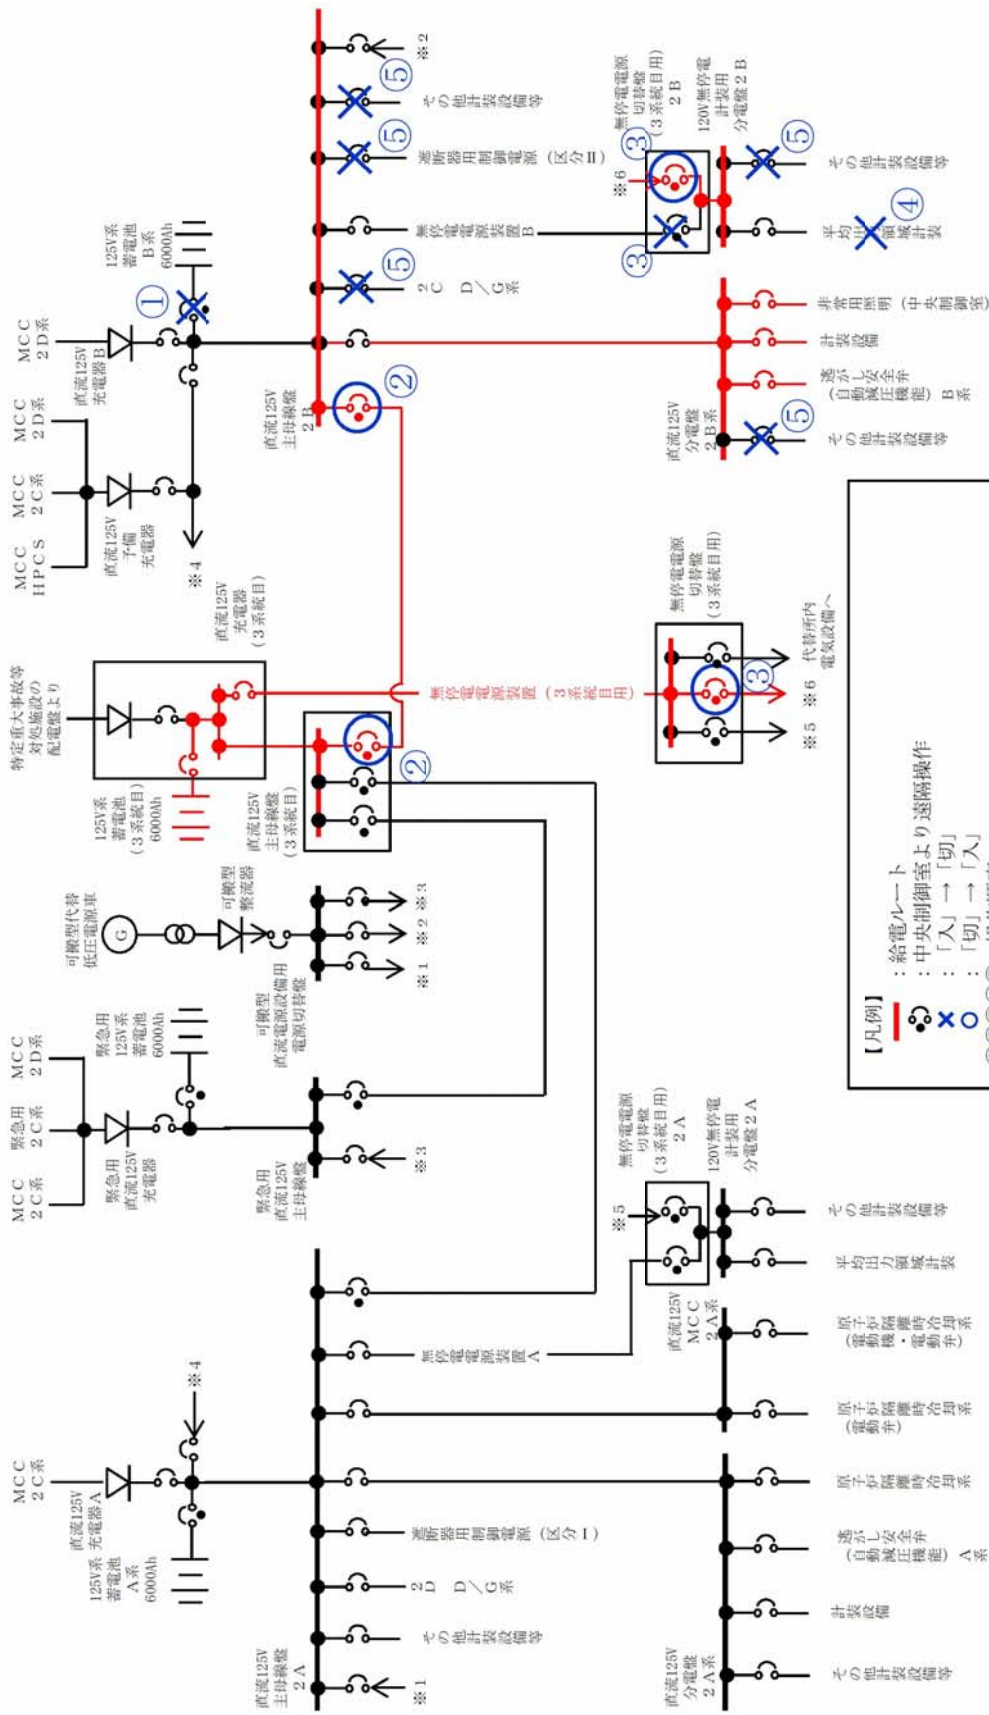 MCC
2C系
直流125V
充電器A
125V系
蓄電池
A系
6000Ah
※4
直流125V
主母線盤
2A
※1
その他計装設備等
2D D/G系
遮断器用制御電源(区分Ⅰ)
無停電電源装置A
直流125V
分電盤
2A系
その他計装設備等
計装設備
逃がし安全弁
(自動減圧機能)A系
原子炉隔離時冷却系
直流125V
MCC
2A系
原子炉隔離時冷却系
(電動弁)
原子炉隔離時冷却系
(電動機・電動弁)
無停電電源
切替盤
(3系統目用)
2A
※5
120V無停電
計装用
分電盤2A
平均出力領域計装
その他計装設備等
MCC
2C系
緊急用
2C系
MCC
2D系
緊急用
直流125V
充電器
緊急用
125V系
蓄電池
6000Ah
緊急用
直流125V
主母線盤
※3
可搬型代替
低圧電源車
G
可搬型
整流器
可搬型
直流電源設備用
電源切替盤
※1
※2
※3
特定重大事故等
対処施設の
配電盤より
125V系
蓄電池
(3系統目)
6000Ah
直流125V
充電器
(3系統目)
直流125V
主母線盤
(3系統目)
②
無停電電源装置(3系統目用)
無停電電源
切替盤
(3系統目用)
③
※5
※6
代替所内
電気設備へ
MCC
HPCS
MCC
2C系
MCC
2D系
直流125V
予備
充電器
※4
MCC
2D系
直流125V
充電器B
125V系
蓄電池
B系
6000Ah
①
直流125V
主母線盤
2B
②
2C D/G系
⑤
無停電電源装置B
遮断器用制御電源(区分Ⅱ)
⑤
その他計装設備等
⑤
※2
直流125V
分電盤
2B系
その他計装設備等
⑤
逃がし安全弁
(自動減圧機能)B系
計装設備
非常用照明(中央制御室)
無停電電源
切替盤
(3系統目用)
2B
※6
③
③
120V無停電
計装用
分電盤2B
④
⑤
その他計装設備等
【凡例】
:給電ルート
:中央制御室より遠隔操作
:「入」→「切」
:「切」→「入」